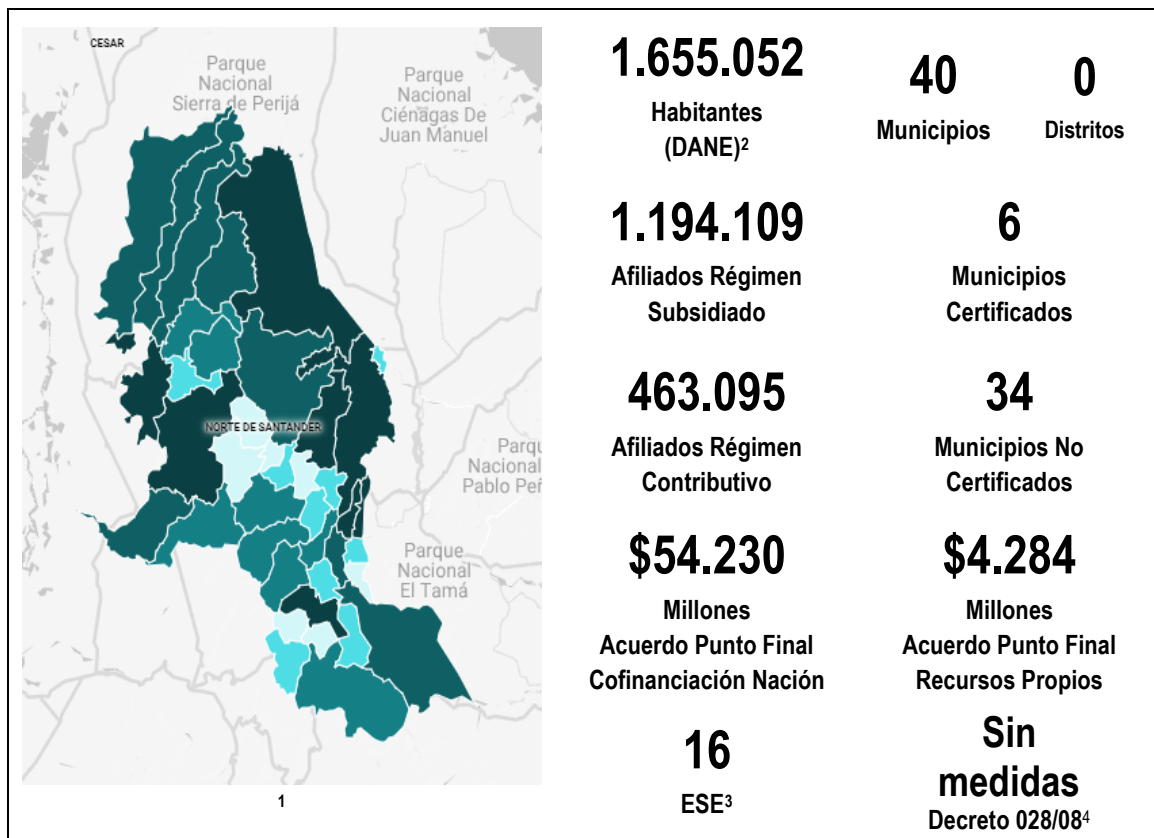 CESAR
Parque
Nacional
Sierra de Perijá
Parque
Nacional
Ciénagas De
Juan Manuel
NORTE DE SANTANDER
Parqu
Nacional
Pablo Peñ
Parque
Nacional
El Tamá
1
1.655.052
Habitantes
(DANE)²
40
Municipios
0
Distritos
1.194.109
Afiliados Régimen
Subsidiado
6
Municipios
Certificados
463.095
Afiliados Régimen
Contributivo
34
Municipios No
Certificados
$54.230
Millones
Acuerdo Punto Final
Cofinanciación Nación
$4.284
Millones
Acuerdo Punto Final
Recursos Propios
16
ESE³
Sin
medidas
Decreto 028/08⁴